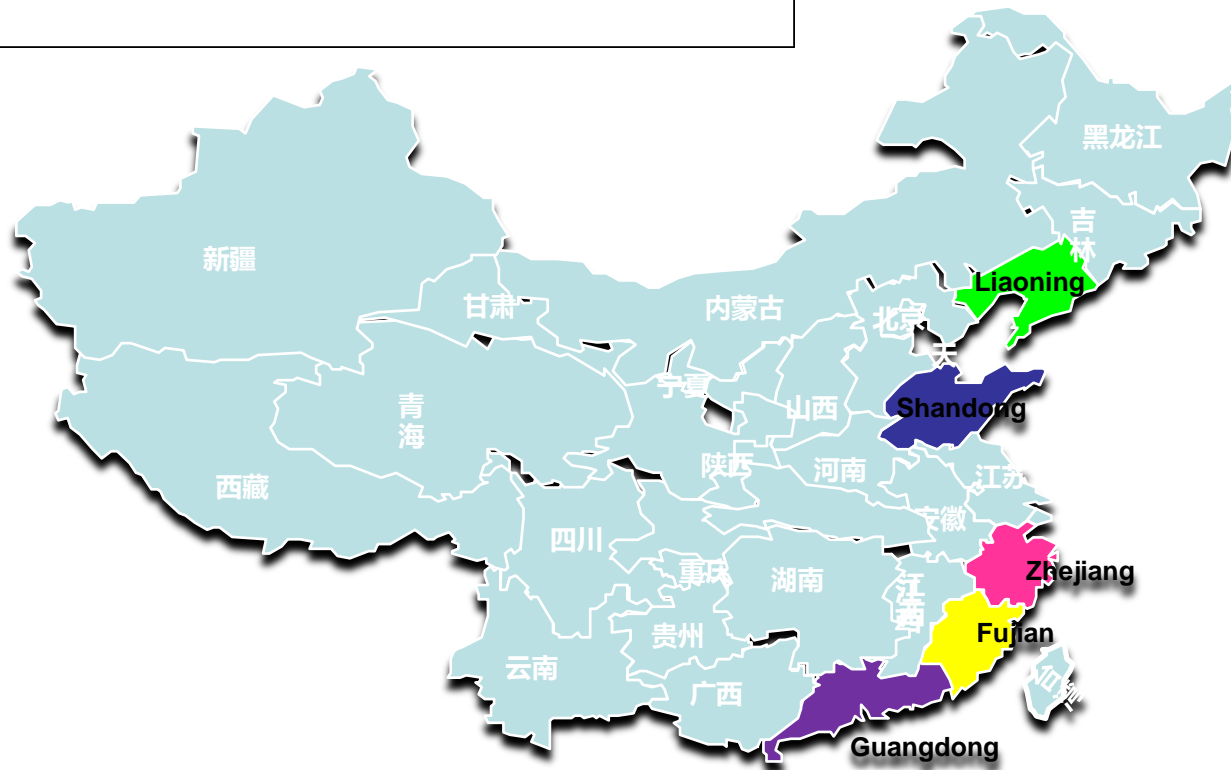 黑龙江
吉林
新疆
Liaoning
甘肃
内蒙古
北京
天
宁夏
Shandong
青海
山西
陕西
河南
江苏
西藏
安徽
四川
Zhejiang
重庆
湖南
江西
Fujian
贵州
云南
广西
台湾
Guangdong